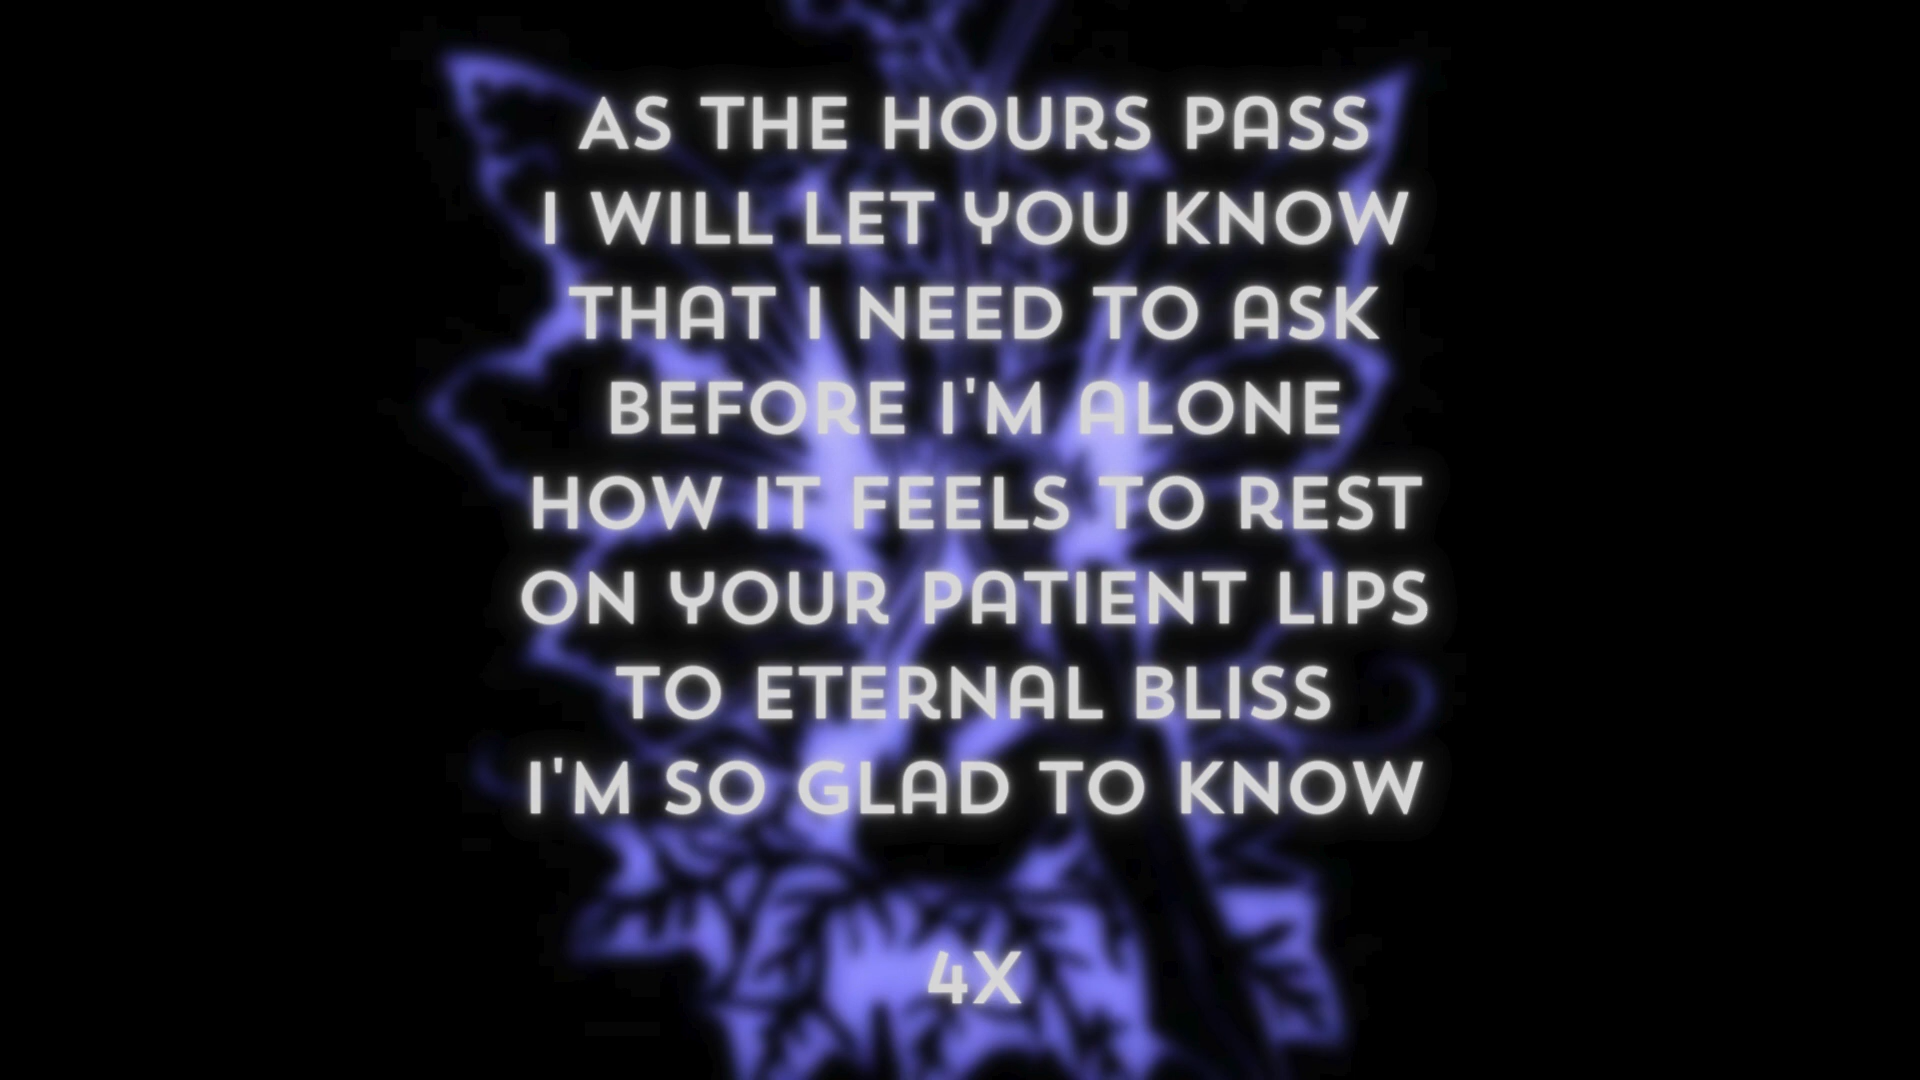 AS THE HOURS PASS
I WILL LET YOU KNOW
THAT I NEED TO ASK
BEFORE I'M ALONE
HOW IT FEELS TO REST
ON YOUR PATIENT LIPS
TO ETERNAL BLISS
I'M SO GLAD TO KNOW
4X